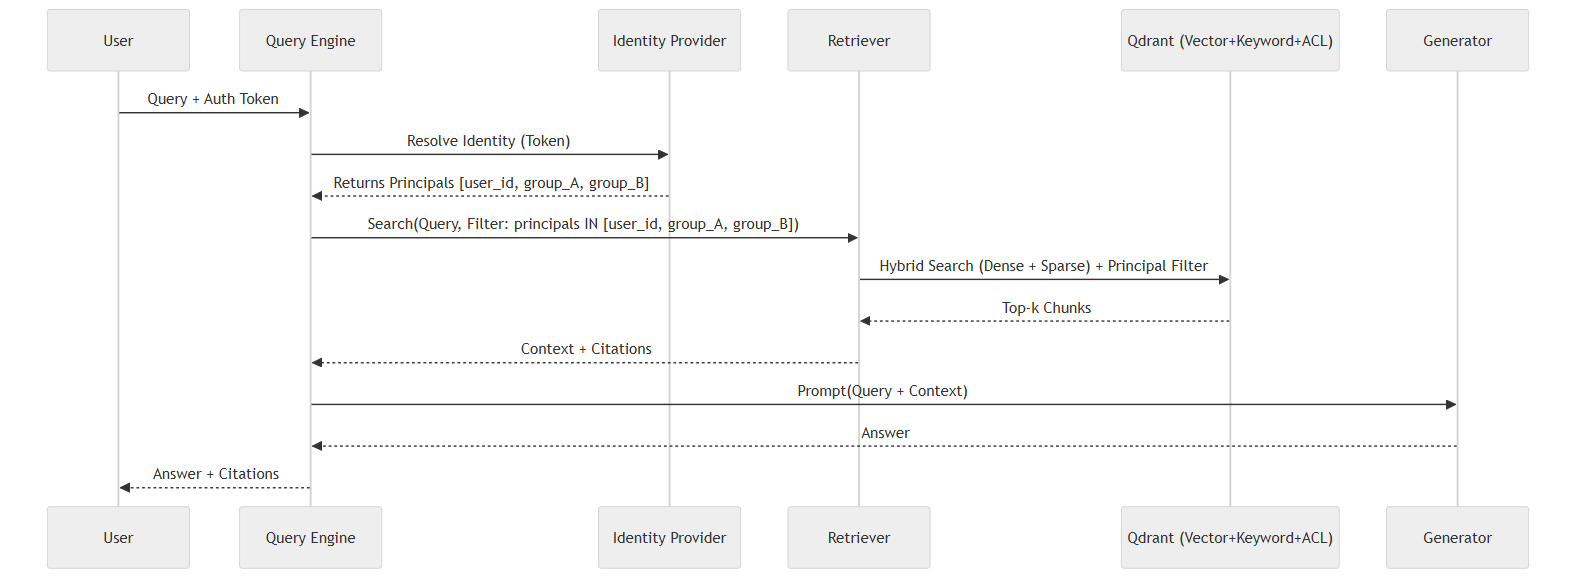 User
Query Engine
Identity Provider
Retriever
Qdrant (Vector+Keyword+ACL)
Generator
Query + Auth Token
Resolve Identity (Token)
Returns Principals [user_id, group_A, group_B]
Search(Query, Filter: principals IN [user_id, group_A, group_B])
Hybrid Search (Dense + Sparse) + Principal Filter
Top-k Chunks
Context + Citations
Prompt(Query + Context)
Answer
Answer + Citations
User
Query Engine
Identity Provider
Retriever
Qdrant (Vector+Keyword+ACL)
Generator